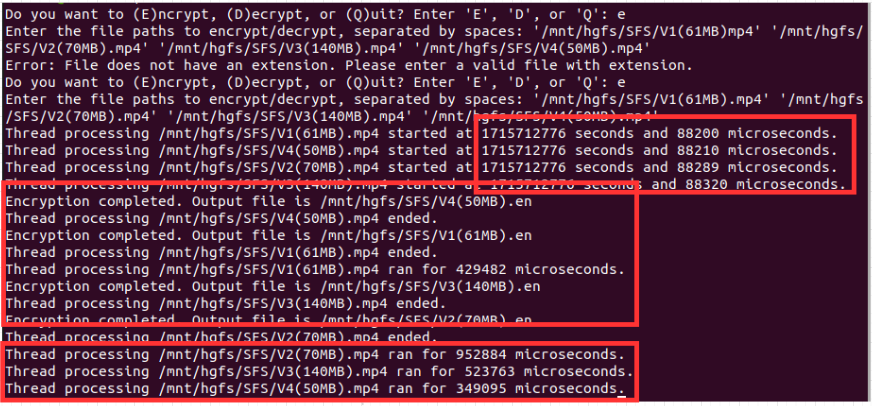 Do you want to (E)ncrypt, (D)ecrypt, or (Q)uit? Enter 'E', 'D', or 'Q': e
Enter the file paths to encrypt/decrypt, separated by spaces: '/mnt/hgfs/SFS/V1(61MB)mp4' '/mnt/hgfs/
SFS/V2(70MB).mp4' '/mnt/hgfs/SFS/V3(140MB).mp4' '/mnt/hgfs/SFS/V4(50MB).mp4'
Error: File does not have an extension. Please enter a valid file with extension.
Do you want to (E)ncrypt, (D)ecrypt, or (Q)uit? Enter 'E', 'D', or 'Q': e
Enter the file paths to encrypt/decrypt, separated by spaces: '/mnt/hgfs/SFS/V1(61MB).mp4' '/mnt/hgfs
/SFS/V2(70MB).mp4' '/mnt/hgfs/SFS/V3(140MB).mp4' '/mnt/hgfs/SFS/V4(50MB).mp4'
Thread processing /mnt/hgfs/SFS/V1(61MB).mp4 started at 1715712776 seconds and 88200 microseconds.
Thread processing /mnt/hgfs/SFS/V4(50MB).mp4 started at 1715712776 seconds and 88210 microseconds.
Thread processing /mnt/hgfs/SFS/V2(70MB).mp4 started at 1715712776 seconds and 88289 microseconds.
Thread processing /mnt/hgfs/SFS/V3(140MB).mp4 started at 1715712776 seconds and 88320 microseconds.
Encryption completed. Output file is /mnt/hgfs/SFS/V4(50MB).en
Thread processing /mnt/hgfs/SFS/V4(50MB).mp4 ended.
Encryption completed. Output file is /mnt/hgfs/SFS/V1(61MB).en
Thread processing /mnt/hgfs/SFS/V1(61MB).mp4 ended.
Thread processing /mnt/hgfs/SFS/V1(61MB).mp4 ran for 429482 microseconds.
Encryption completed. Output file is /mnt/hgfs/SFS/V3(140MB).en
Thread processing /mnt/hgfs/SFS/V3(140MB).mp4 ended.
Encryption completed. Output file is /mnt/hgfs/SFS/V2(70MB).en
Thread processing /mnt/hgfs/SFS/V2(70MB).mp4 ended.
Thread processing /mnt/hgfs/SFS/V2(70MB).mp4 ran for 952884 microseconds.
Thread processing /mnt/hgfs/SFS/V3(140MB).mp4 ran for 523763 microseconds.
Thread processing /mnt/hgfs/SFS/V4(50MB).mp4 ran for 349095 microseconds.